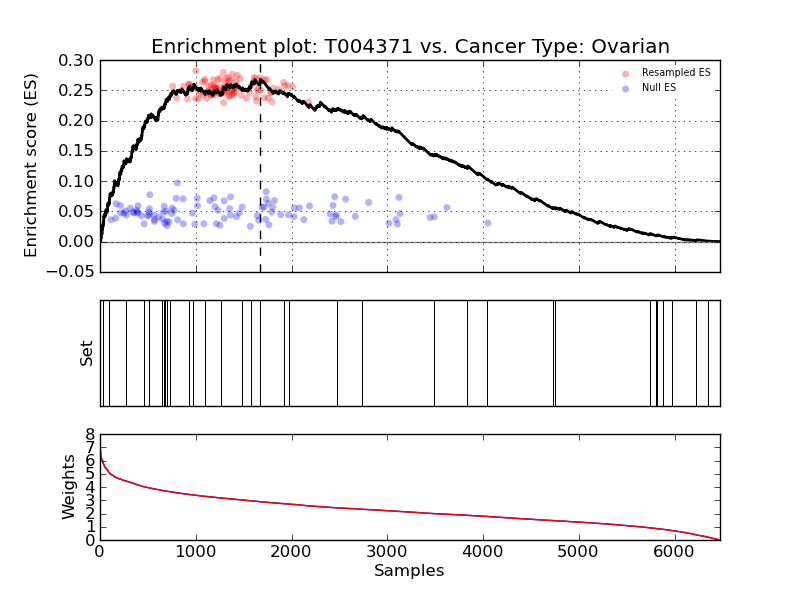 Enrichment plot: T004371 vs. Cancer Type: Ovarian
Enrichment score (ES)
0.30
0.25
0.20
0.15
0.10
0.05
0.00
−0.05
Resampled ES
Null ES
Set
Weights
8
7
6
5
4
3
2
1
0
0 1000 2000 3000 4000 5000 6000
Samples